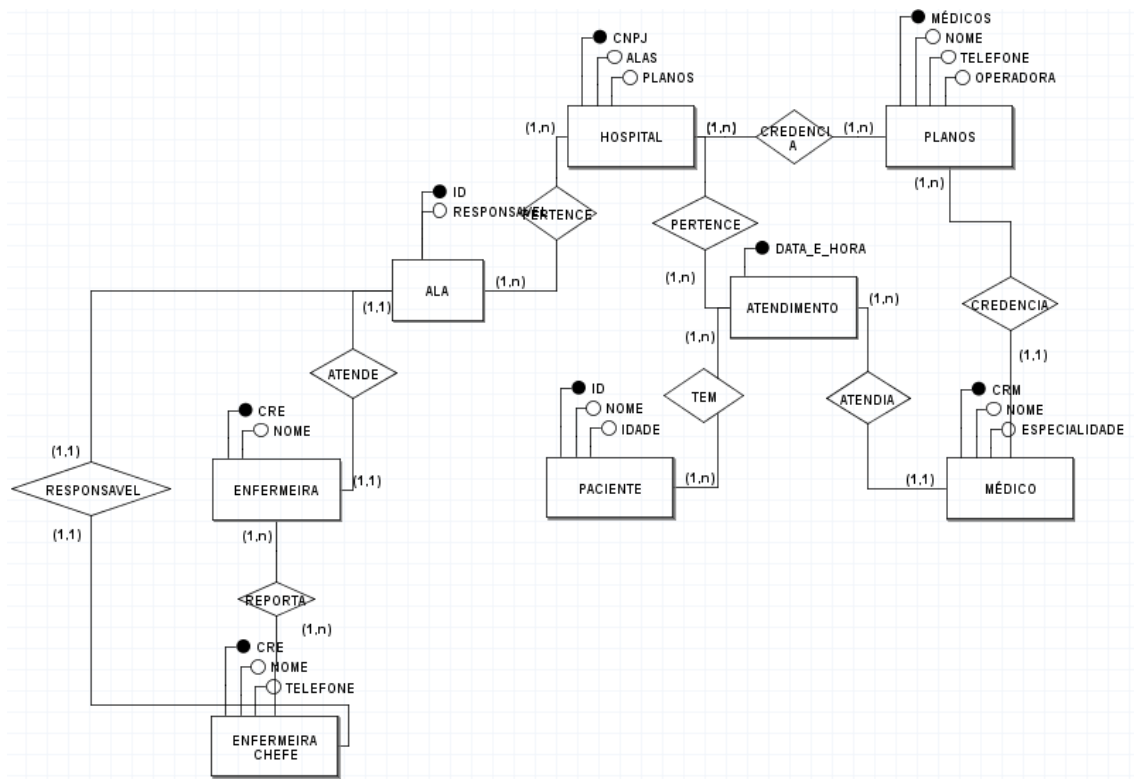 MÉDICOS
NOME
TELEFONE
OPERADORA
CNPJ
ALAS
PLANOS
(1,n)
HOSPITAL
(1,n)
CREDENCI
A
(1,n)
PLANOS
(1,n)
ID
RESPONSAVEL
PERTENCE
PERTENCE
DATA_E_HORA
(1,n)
ALA
(1,n)
(1,1)
ATENDIMENTO
(1,n)
(1,n)
CREDENCIA
(1,1)
ATENDE
ID
NOME
IDADE
TEM
ATENDIA
CRM
NOME
ESPECIALIDADE
CRE
NOME
(1,1)
RESPONSAVEL
(1,1)
ENFERMEIRA
(1,1)
PACIENTE
(1,n)
(1,1)
MÉDICO
(1,n)
REPORTA
(1,n)
CRE
NOME
TELEFONE
ENFERMEIRA
CHEFE